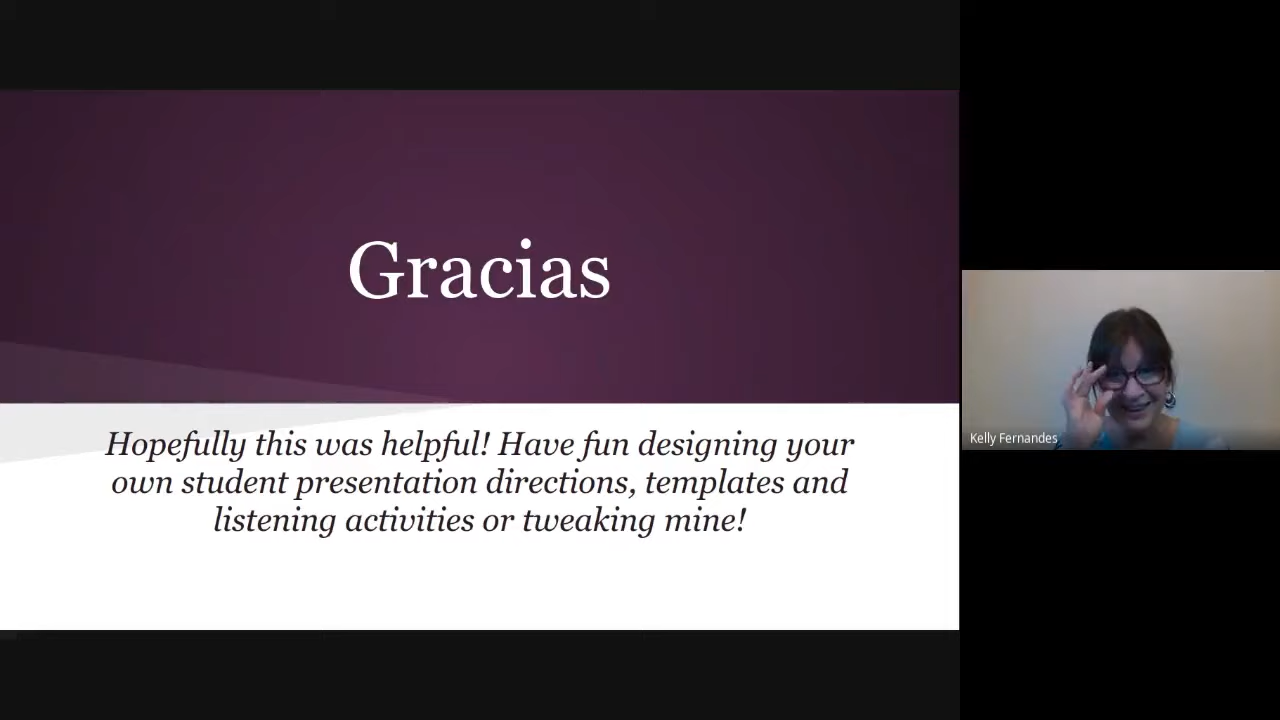 Gracias
Hopefully this was helpful! Have fun designing your
own student presentation directions, templates and
listening activities or tweaking mine!
Kelly Fernandes